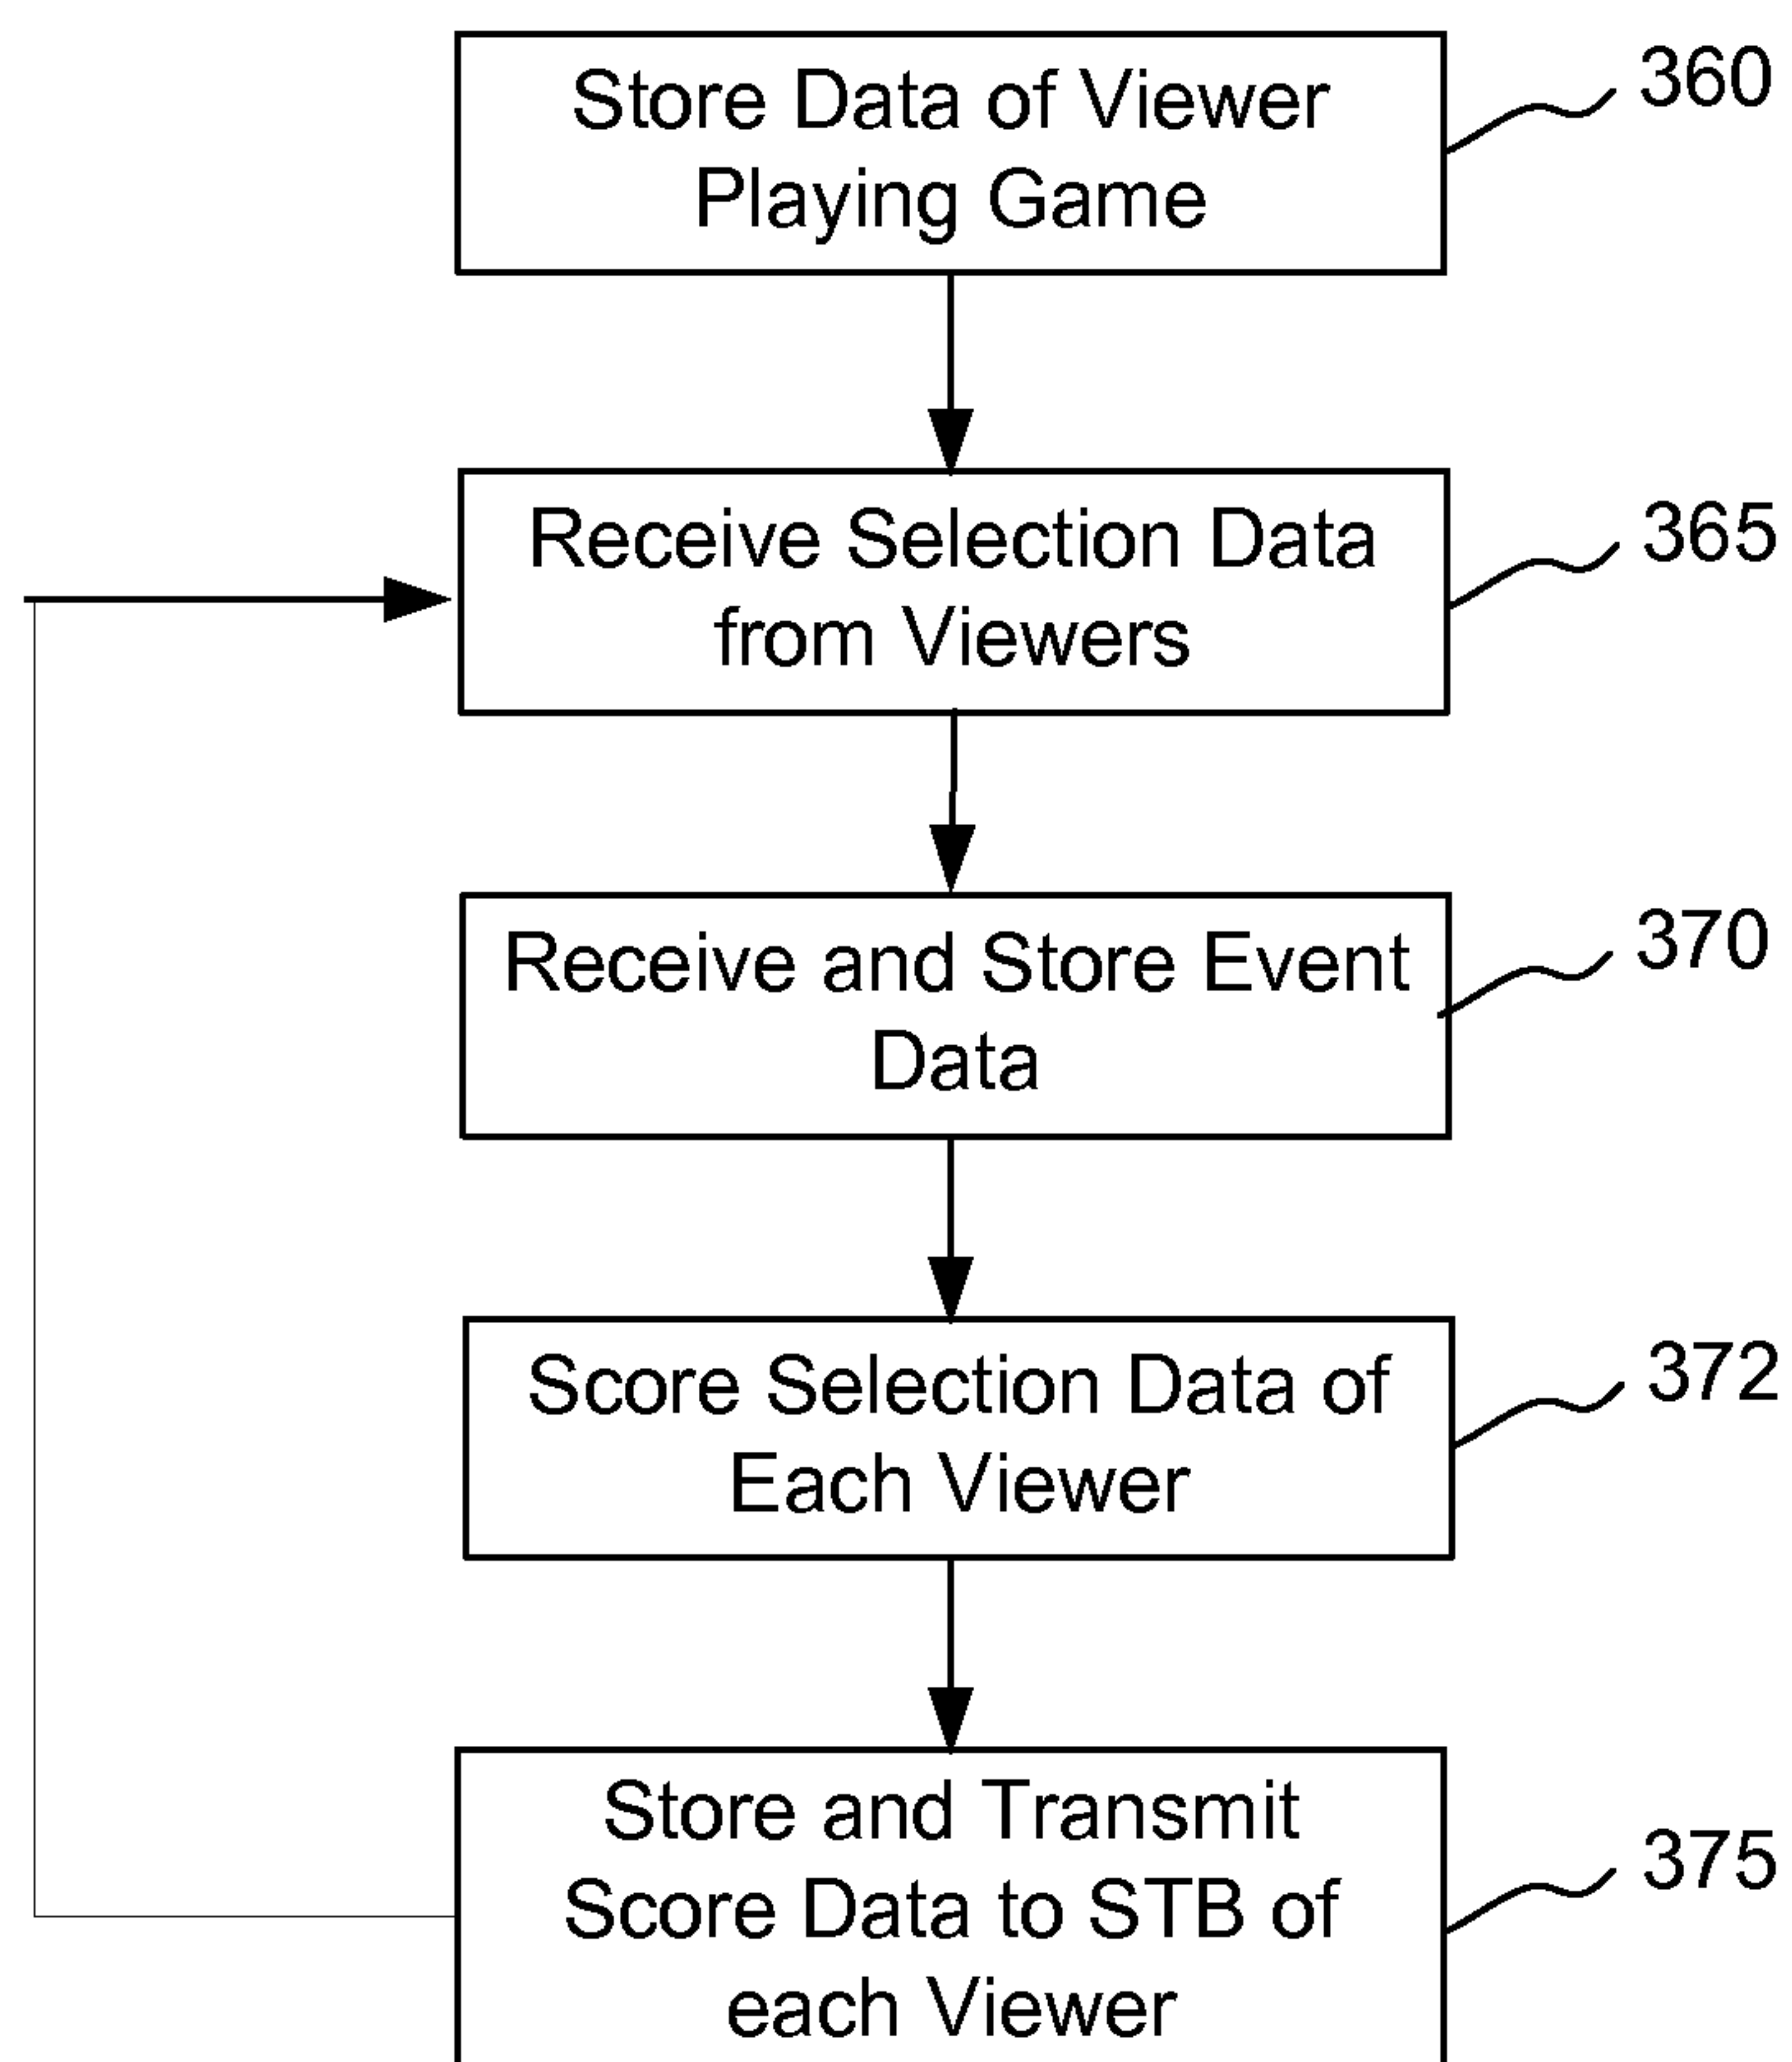 Store Data of Viewer
Playing Game
360
Receive Selection Data
from Viewers
365
Receive and Store Event
Data
370
Score Selection Data of
Each Viewer
372
Store and Transmit
Score Data to STB of
each Viewer
375